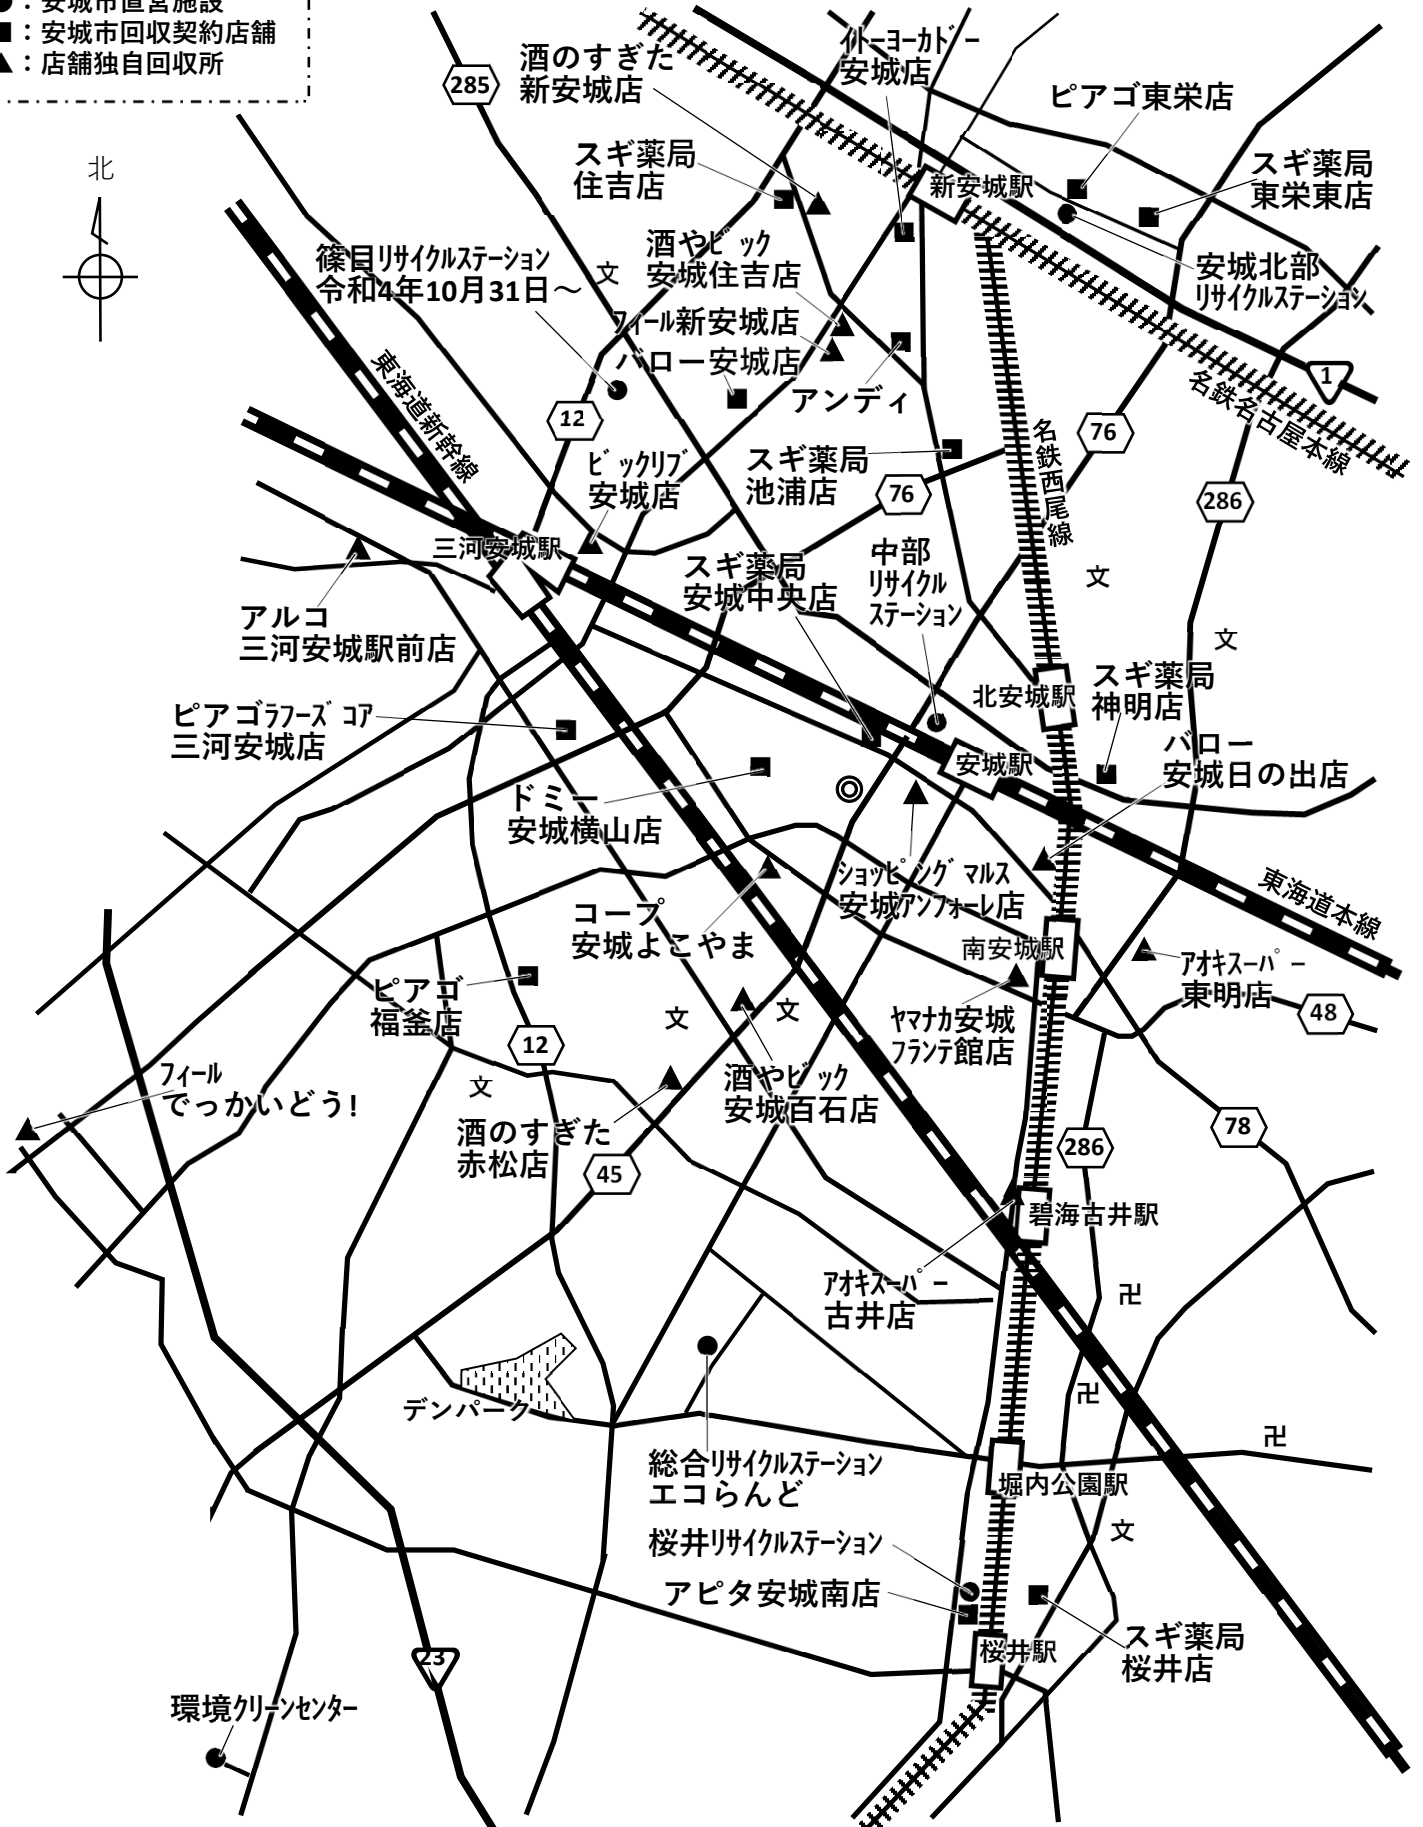 ●：安城市直営施設
■：安城市回収契約店舗
▲：店舗独自回収所
北
285
酒のすぎた
新安城店
ｲﾄｰﾖｰｶﾄﾞｰ
安城店
ピアゴ東栄店
スギ薬局
住吉店
新安城駅
スギ薬局
東栄東店
篠目ﾘｻｲｸﾙｽﾃｰｼｮﾝ
令和4年10月31日～
文
酒やﾋﾞｯｸ
安城住吉店
安城北部
ﾘｻｲｸﾙｽﾃｰｼｮﾝ
ﾌｨｰﾙ新安城店
バロー安城店
アンディ
1
名鉄名古屋本線
東海道新幹線
12
76
名鉄西尾線
ﾋﾞｯｸﾘﾌﾞ
安城店
スギ薬局
池浦店
76
286
三河安城駅
スギ薬局
安城中央店
中部
ﾘｻｲｸﾙ
ｽﾃｰｼｮﾝ
文
文
アルコ
三河安城駅前店
北安城駅
スギ薬局
神明店
ピアゴﾗﾌｰｽﾞｺｱ
三河安城店
安城駅
バロー
安城日の出店
ドミー
安城横山店
ｼｮｯﾋﾟﾝｸﾞﾏﾙｽ
安城ｱﾝﾌｫｰﾚ店
東海道本線
コープ
安城よこやま
南安城駅
ｱｵｷｽｰﾊﾟｰ
東明店
ピアゴ
福釜店
文
文
ﾔﾏﾅｶ安城
ﾌﾗﾝﾃ館店
48
12
ﾌｨｰﾙ
でっかいどう!
文
酒やﾋﾞｯｸ
安城百石店
酒のすぎた
赤松店
45
286
78
碧海古井駅
ｱｵｷｽｰﾊﾟｰ
古井店
卍
卍
デンパーク
卍
総合ﾘｻｲｸﾙｽﾃｰｼｮﾝ
エコらんど
堀内公園駅
桜井ﾘｻｲｸﾙｽﾃｰｼｮﾝ
文
アピタ安城南店
スギ薬局
桜井店
桜井駅
23
環境ｸﾘｰﾝｾﾝﾀｰ